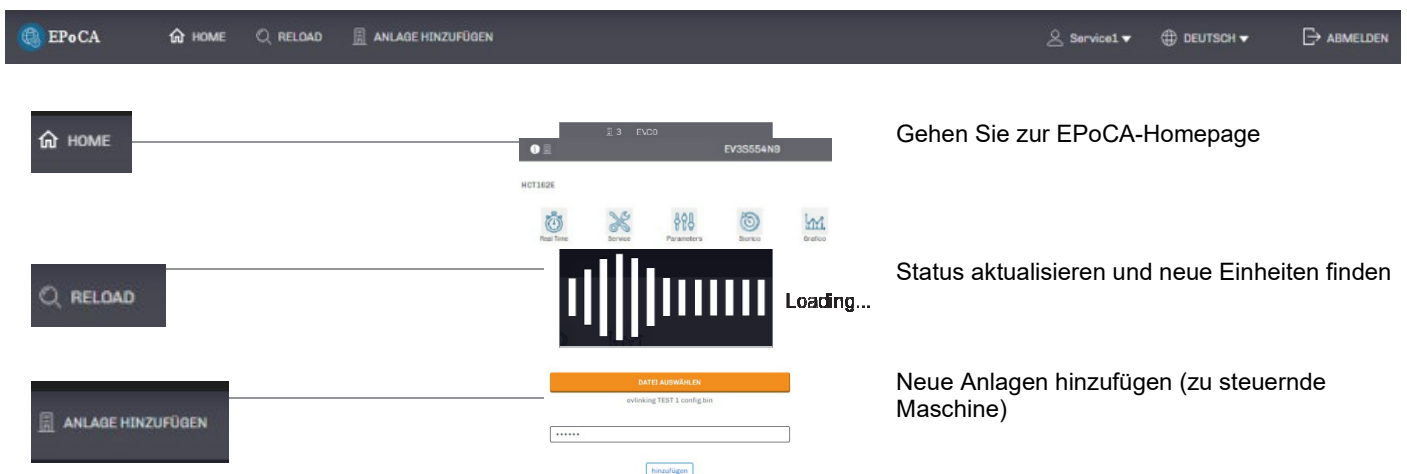 EPoCA HOME RELOAD ANLAGE HINZUFÜGEN Service1 DEUTSCH ABMELDEN
HOME
3 EVCO
EV3S554N9
Gehen Sie zur EPoCA-Homepage
Real Time Service Parameters Storico Grafico
RELOAD
Loading...
Status aktualisieren und neue Einheiten finden
ANLAGE HINZUFÜGEN
DATEI AUSWÄHLEN
evlinking TEST 1 config.bin
••••••
hinzufügen
Neue Anlagen hinzufügen (zu steuernde
Maschine)